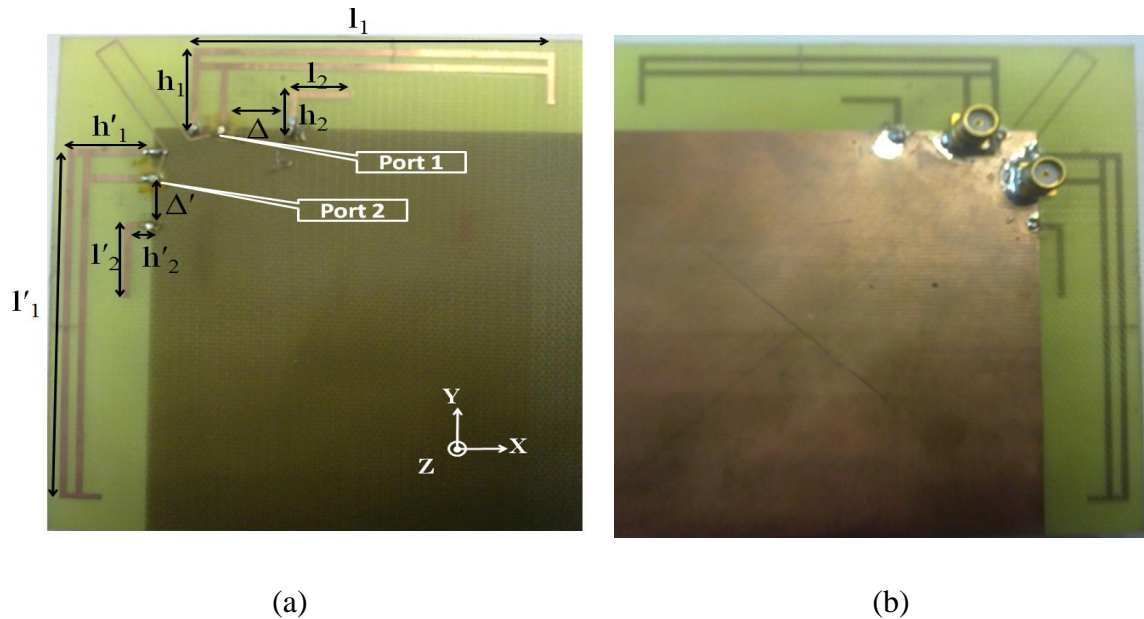 l₁
h₁
l₂
h₂
Δ
h'₁
Port 1
Port 2
Δ'
l'₂
h'₂
l'₁
Y
X
Z
(a)
(b)